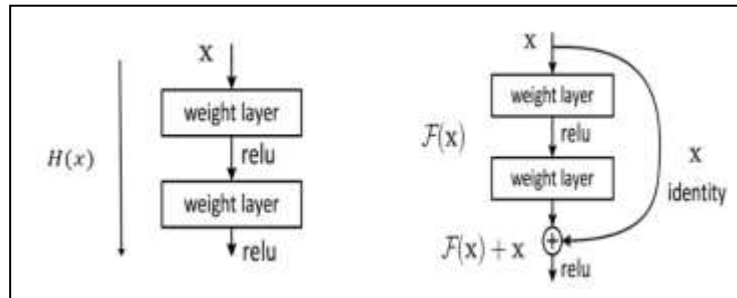 x
weight layer
relu
H(x)
weight layer
relu
x
weight layer
relu
F(x)
x
weight layer
identity
F(x) + x
+
relu